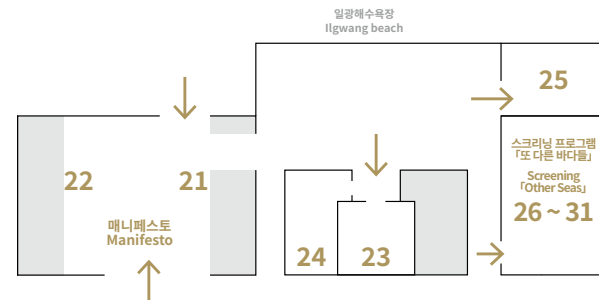 일광해수욕장
Ilgwang beach
25
스크리닝 프로그램
「또 다른 바다들」
Screening
「Other Seas」
26 ~ 31
22
21
매니페스토
Manifesto
24
23